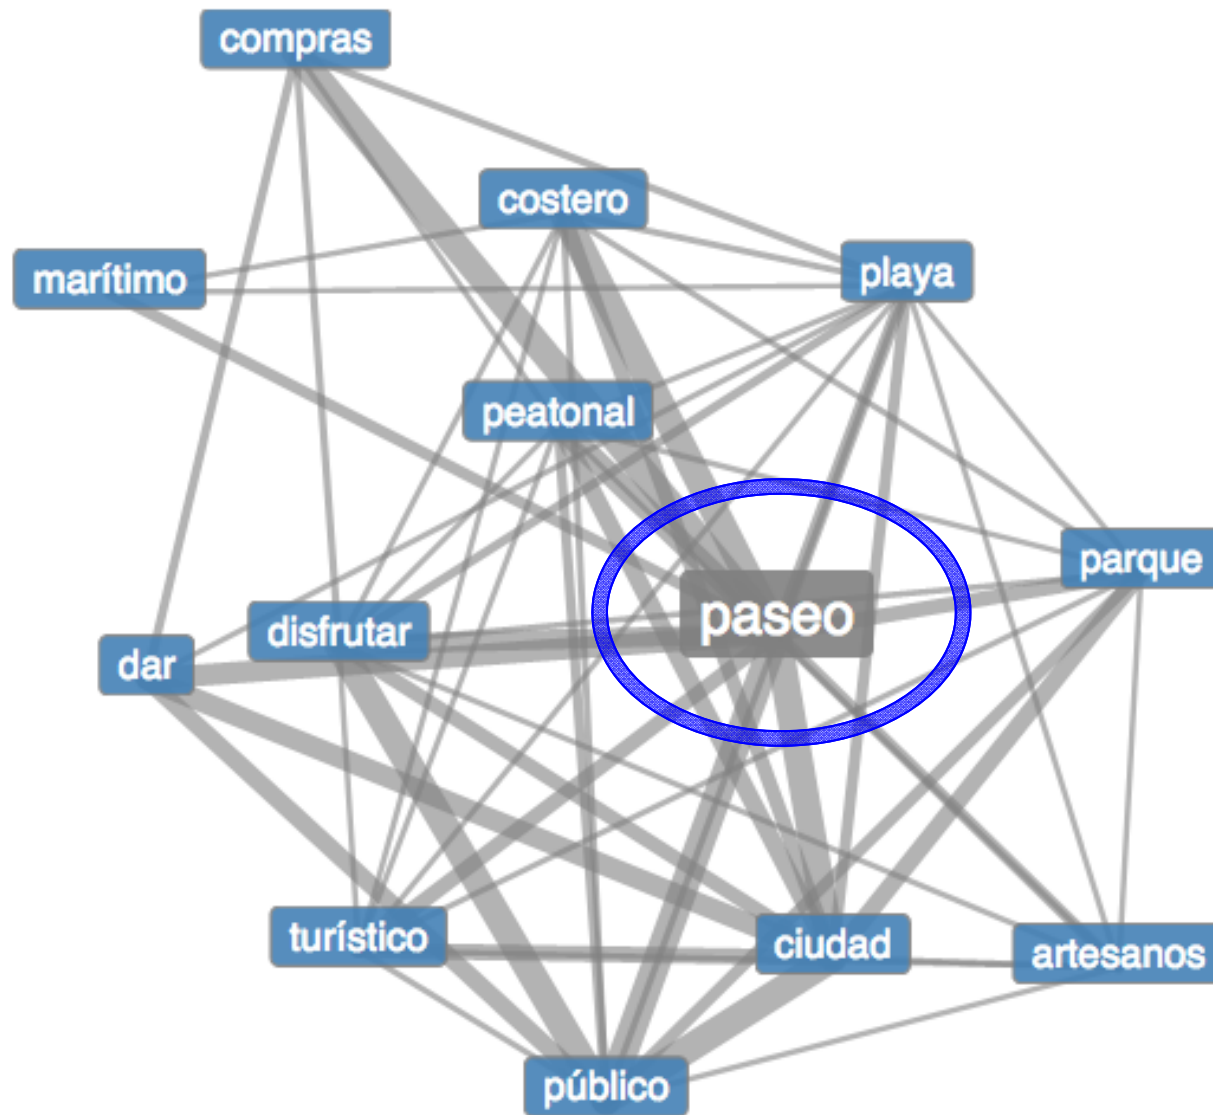 compras
costero
marítimo
playa
peatonal
parque
paseo
disfrutar
dar
turístico
ciudad
artesanos
público